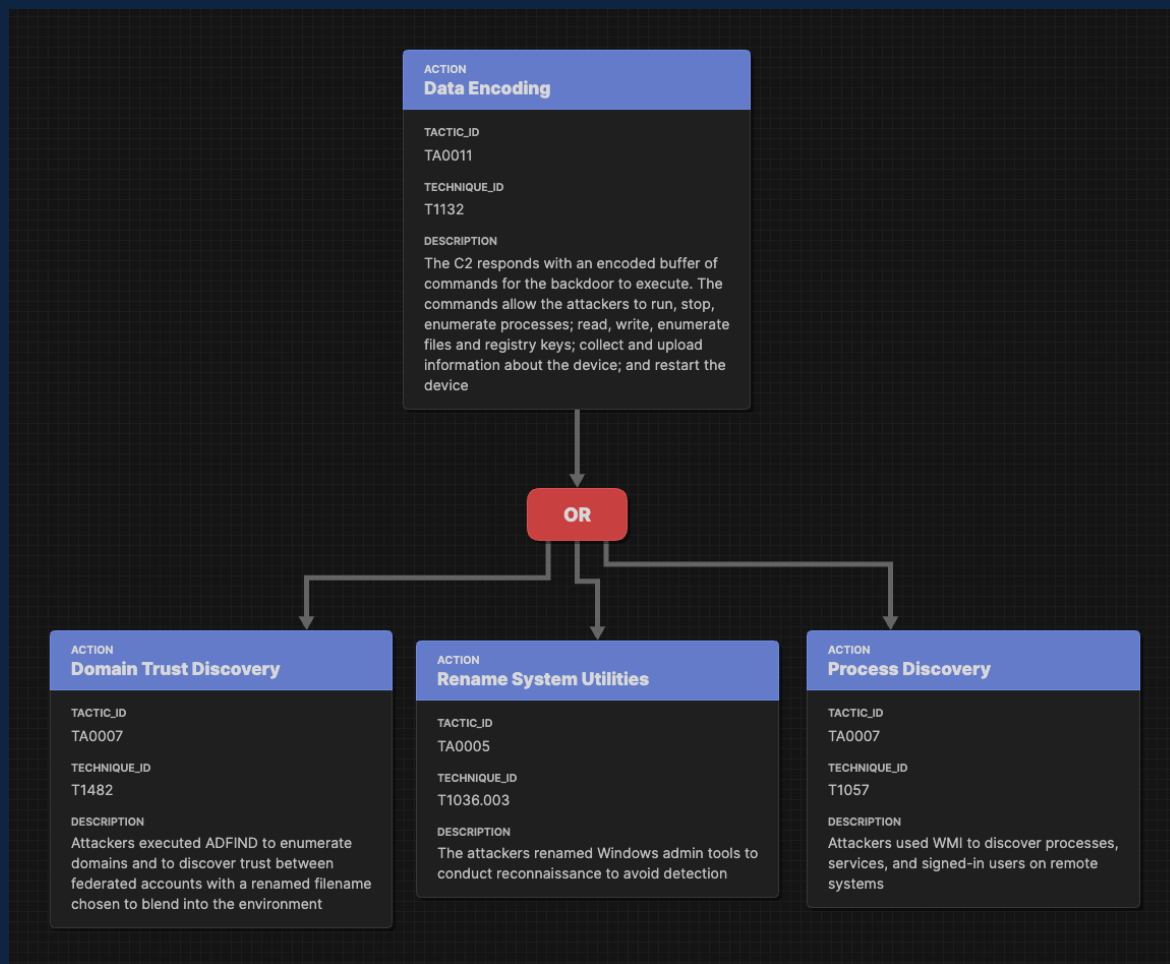 ACTION
Data Encoding
TACTIC_ID
TA0011
TECHNIQUE_ID
T1132
DESCRIPTION
The C2 responds with an encoded buffer of
commands for the backdoor to execute. The
commands allow the attackers to run, stop,
enumerate processes; read, write, enumerate
files and registry keys; collect and upload
information about the device; and restart the
device
OR
ACTION
Domain Trust Discovery
TACTIC_ID
TA0007
TECHNIQUE_ID
T1482
DESCRIPTION
Attackers executed ADFIND to enumerate
domains and to discover trust between
federated accounts with a renamed filename
chosen to blend into the environment
ACTION
Rename System Utilities
TACTIC_ID
TA0005
TECHNIQUE_ID
T1036.003
DESCRIPTION
The attackers renamed Windows admin tools to
conduct reconnaissance to avoid detection
ACTION
Process Discovery
TACTIC_ID
TA0007
TECHNIQUE_ID
T1057
DESCRIPTION
Attackers used WMI to discover processes,
services, and signed-in users on remote
systems